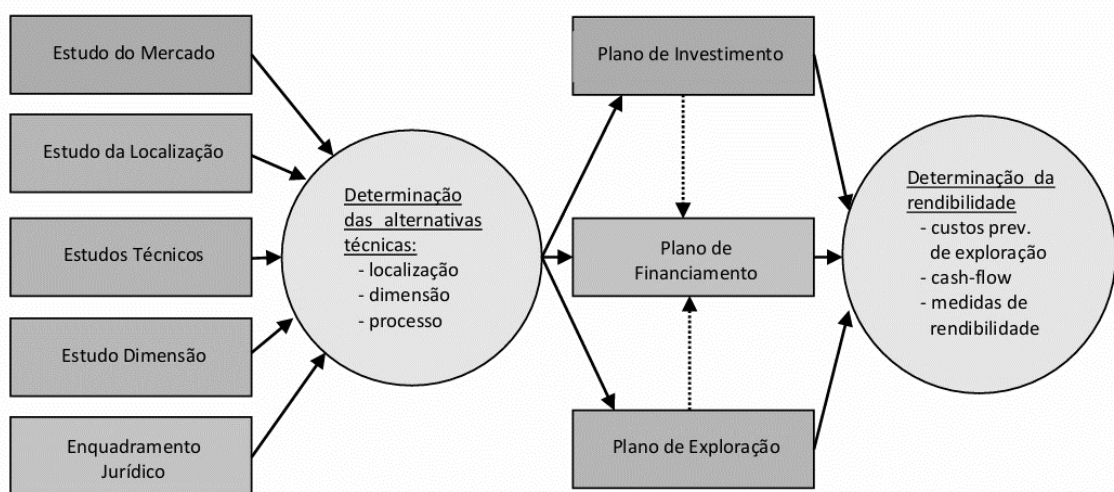 Estudo do Mercado
Estudo da Localização
Estudos Técnicos
Estudo Dimensão
Enquadramento
Jurídico
Determinação
das alternativas
técnicas:
- localização
- dimensão
- processo
Plano de Investimento
Plano de
Financiamento
Plano de Exploração
Determinação da
rendibilidade
- custos prev.
de exploração
- cash-flow
- medidas de
rendibilidade